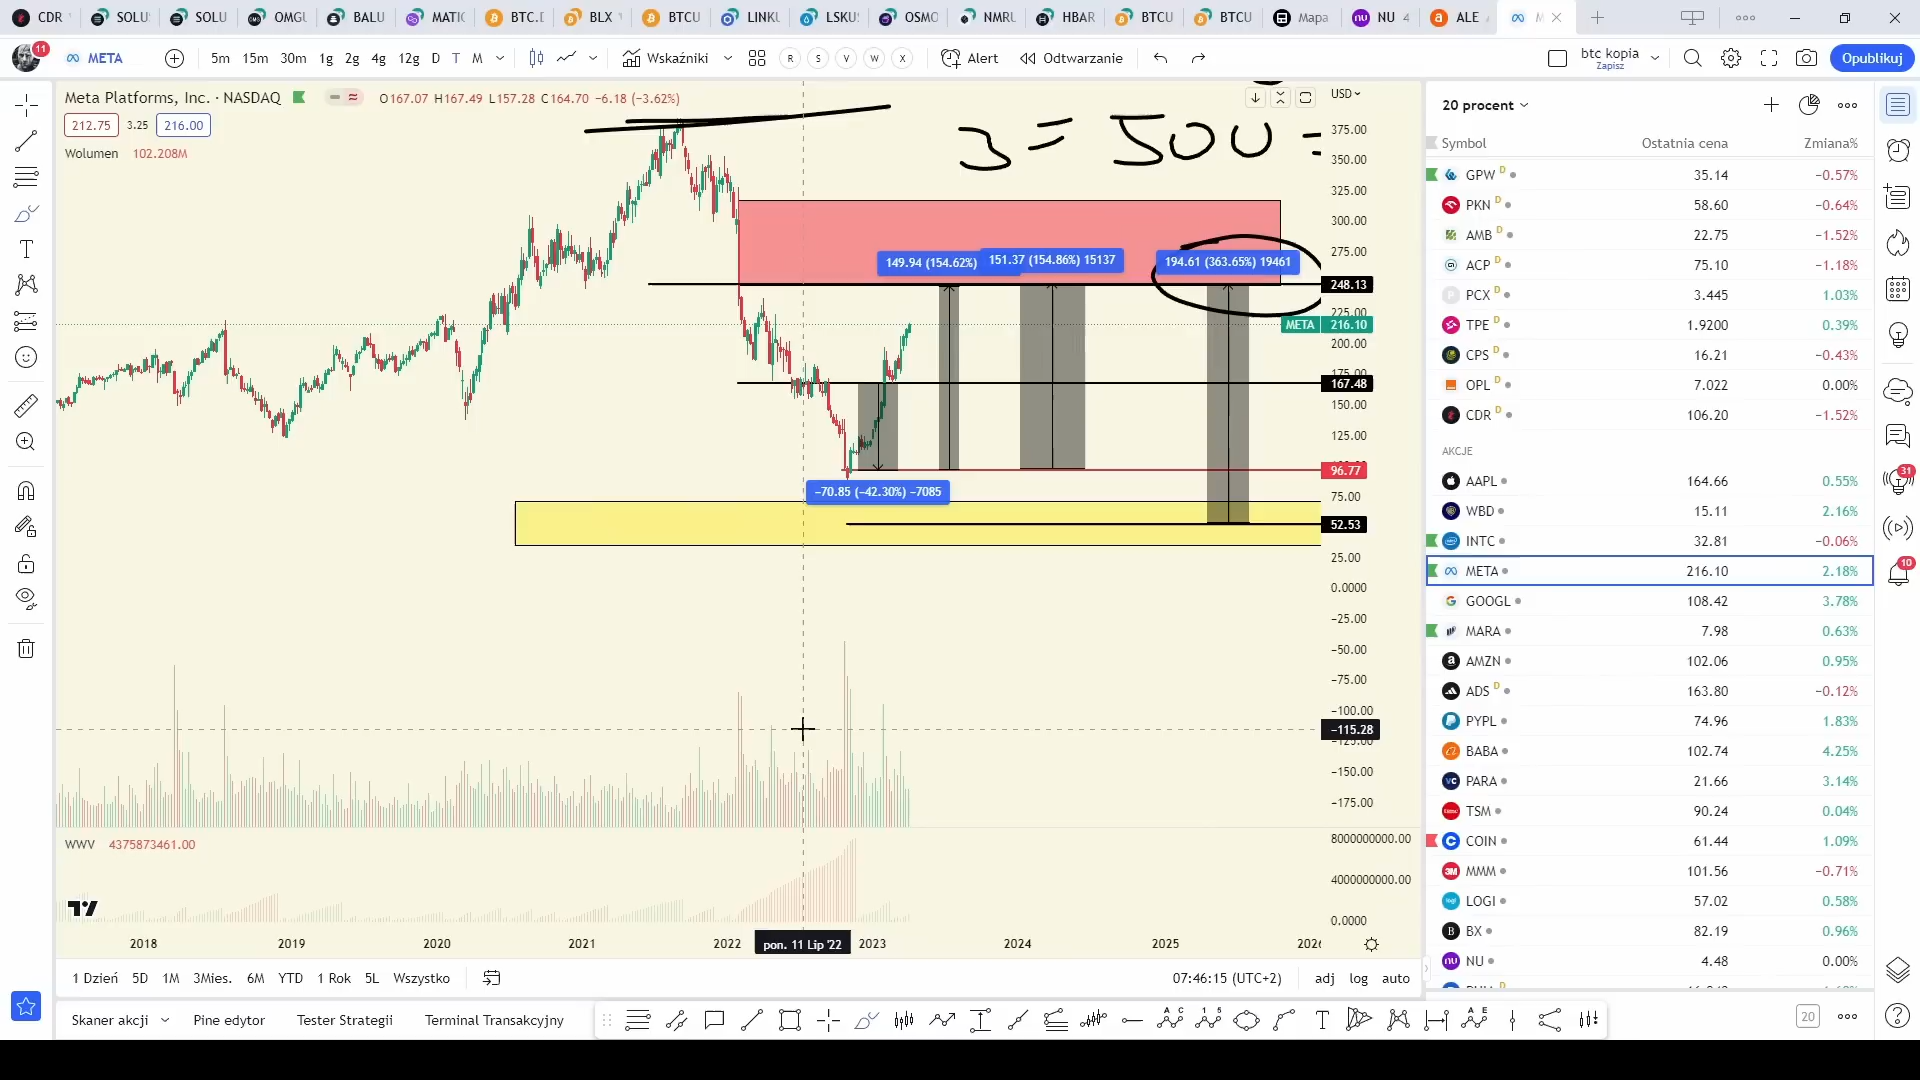 CDR SOLU SOLU OMGU BALU MATIC BTC.D BLX BTCU LINKU LSKUS OSMO NMRU HBAR BTCU BTCU Mapa NU 4 ALE
11 META 5m 15m 30m 1g 2g 4g 12g D T M Wskaźniki R S V W X Alert Odtwarzanie btc kopia Zapisz Opublikuj
Meta Platforms, Inc. · NASDAQ O167.07 H167.49 L157.28 C164.70 −6.18 (−3.62%) USD
212.75 3.25 216.00
Wolumen 102.208M
3 = 500 =
375.00
350.00
325.00
300.00
275.00
149.94 (154.62%) 151.37 (154.86%) 15137 194.61 (363.65%) 19461
248.13
225.00
META 216.10
200.00
175.00
167.48
150.00
125.00
96.77
−70.85 (−42.30%) −7085
75.00
52.53
25.00
0.0000
−25.00
−50.00
−75.00
−100.00
−115.28
−125.00
−150.00
−175.00
WWV 4375873461.00
8000000000.00
4000000000.00
0.0000
2018 2019 2020 2021 2022 pon. 11 Lip '22 2023 2024 2025 2026
1 Dzień 5D 1M 3Mies. 6M YTD 1 Rok 5L Wszystko 07:46:15 (UTC+2) adj log auto
Skaner akcji Pine edytor Tester Strategii Terminal Transakcyjny
20 procent
Symbol Ostatnia cena Zmiana%
GPW D 35.14 −0.57%
PKN D 58.60 −0.64%
AMB D 22.75 −1.52%
ACP D 75.10 −1.18%
PCX D 3.445 1.03%
TPE D 1.9200 0.39%
CPS D 16.21 −0.43%
OPL D 7.022 0.00%
CDR D 106.20 −1.52%
AKCJE
AAPL 164.66 0.55%
WBD 15.11 2.16%
INTC 32.81 −0.06%
META 216.10 2.18%
GOOGL 108.42 3.78%
MARA 7.98 0.63%
AMZN 102.06 0.95%
ADS D 163.80 −0.12%
PYPL 74.96 1.83%
BABA 102.74 4.25%
PARA 21.66 3.14%
TSM 90.24 0.04%
COIN 61.44 1.09%
MMM 101.56 −0.71%
LOGI 57.02 0.58%
BX 82.19 0.96%
NU 4.48 0.00%
31
10
20